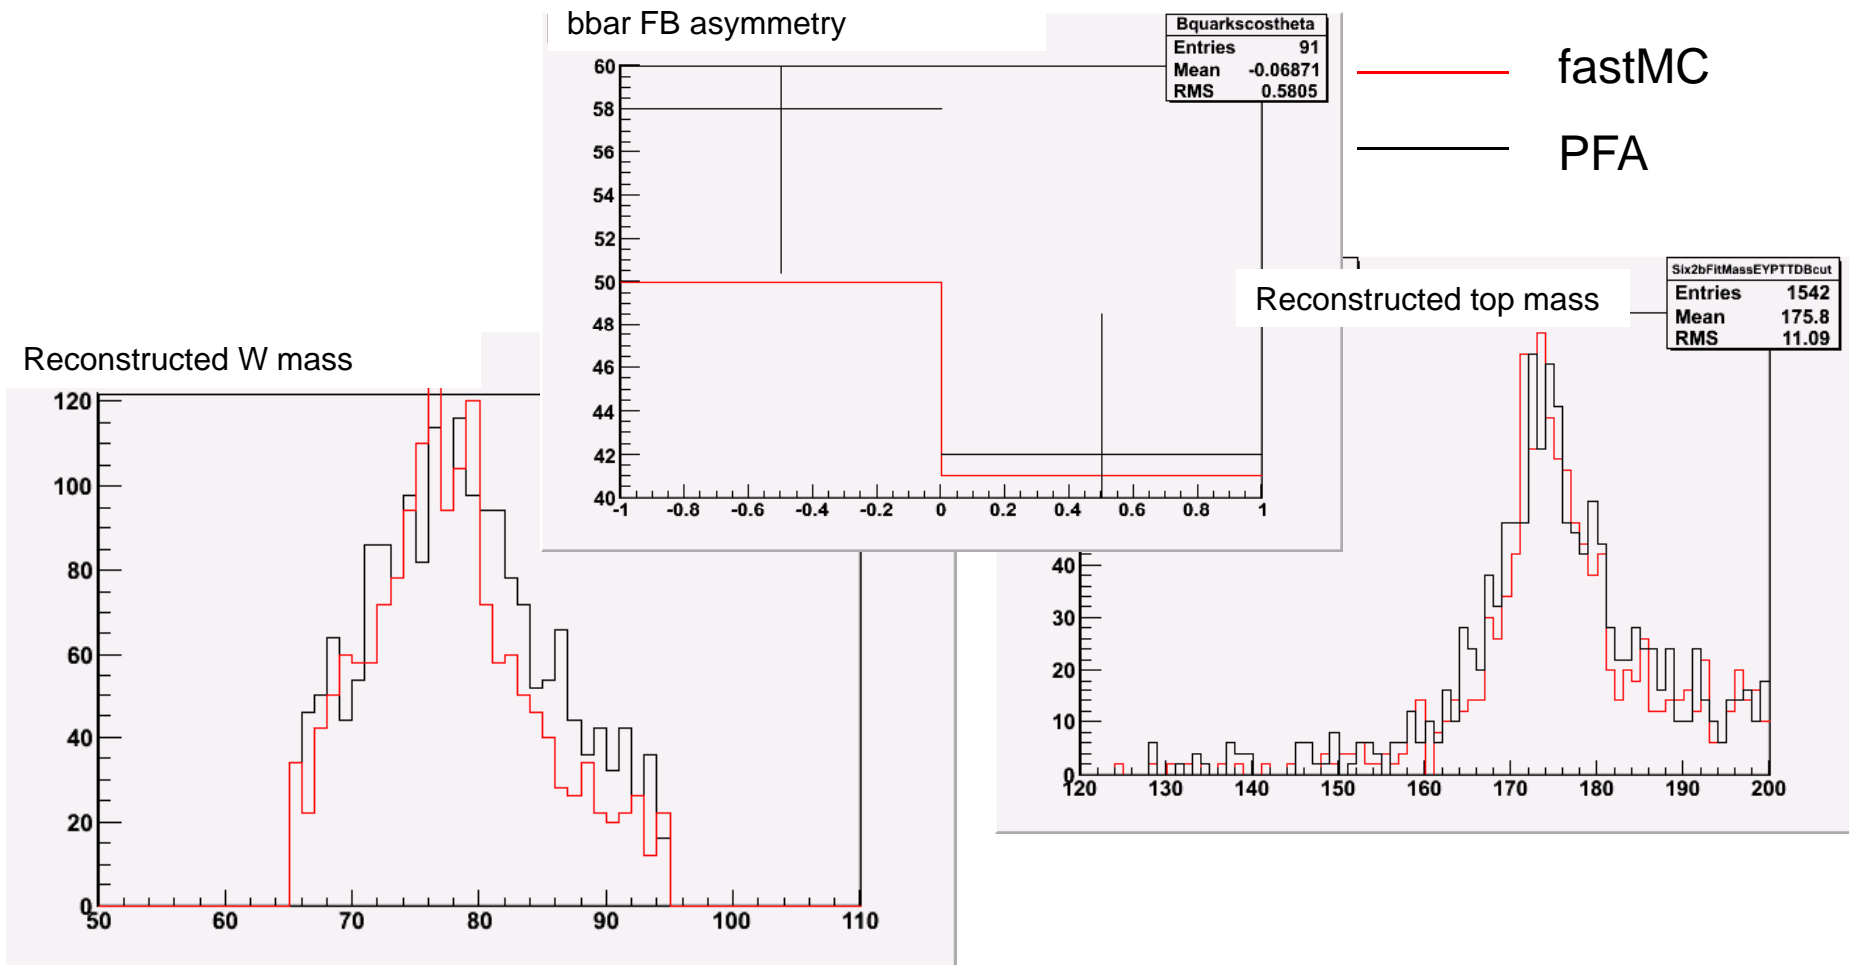 bbar FB asymmetry
Bquarkscostheta
Entries 91
Mean -0.06871
RMS 0.5805
60
58
56
54
52
50
48
46
44
42
40
-1 -0.8 -0.6 -0.4 -0.2 0 0.2 0.4 0.6 0.8 1
fastMC
PFA
Reconstructed W mass
120
100
80
60
40
20
0
50 60 70 80 90 100 110
Reconstructed top mass
Six2bFitMassEYPTTDBcut
Entries 1542
Mean 175.8
RMS 11.09
40
30
20
10
0
120 130 140 150 160 170 180 190 200